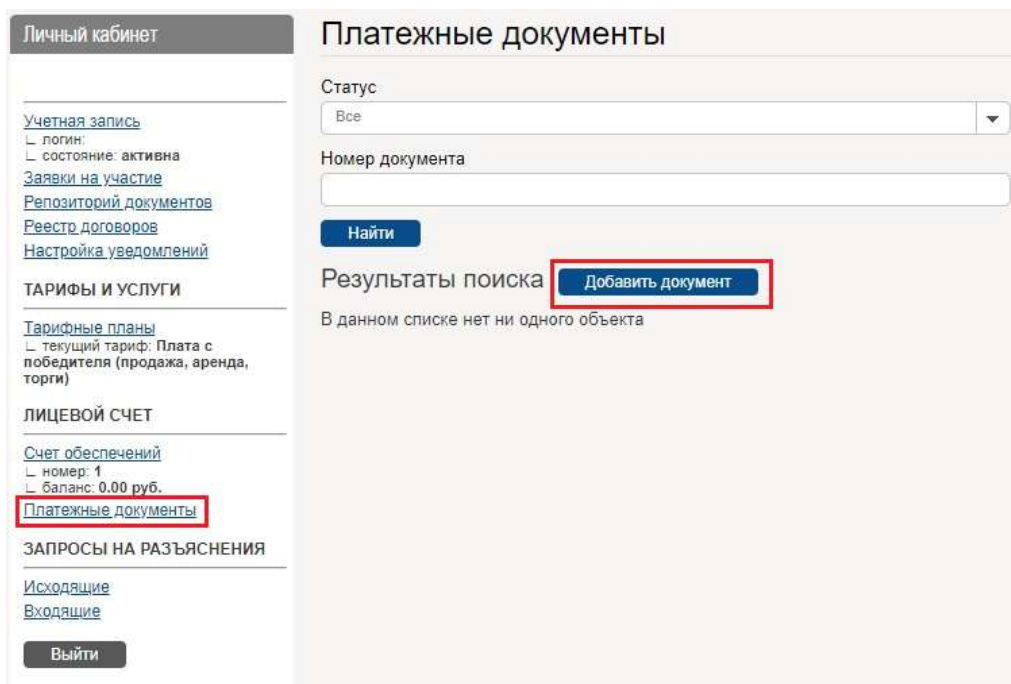 Личный кабинет
Учетная запись
∟ логин:
∟ состояние: активна
Заявки на участие
Репозиторий документов
Реестр договоров
Настройка уведомлений
ТАРИФЫ И УСЛУГИ
Тарифные планы
∟ текущий тариф: Плата с
победителя (продажа, аренда,
торги)
ЛИЦЕВОЙ СЧЕТ
Счет обеспечений
∟ номер: 1
∟ баланс: 0.00 руб.
Платежные документы
ЗАПРОСЫ НА РАЗЪЯСНЕНИЯ
Исходящие
Входящие
Выйти
Платежные документы
Статус
Все
Номер документа
Найти
Результаты поиска Добавить документ
В данном списке нет ни одного объекта